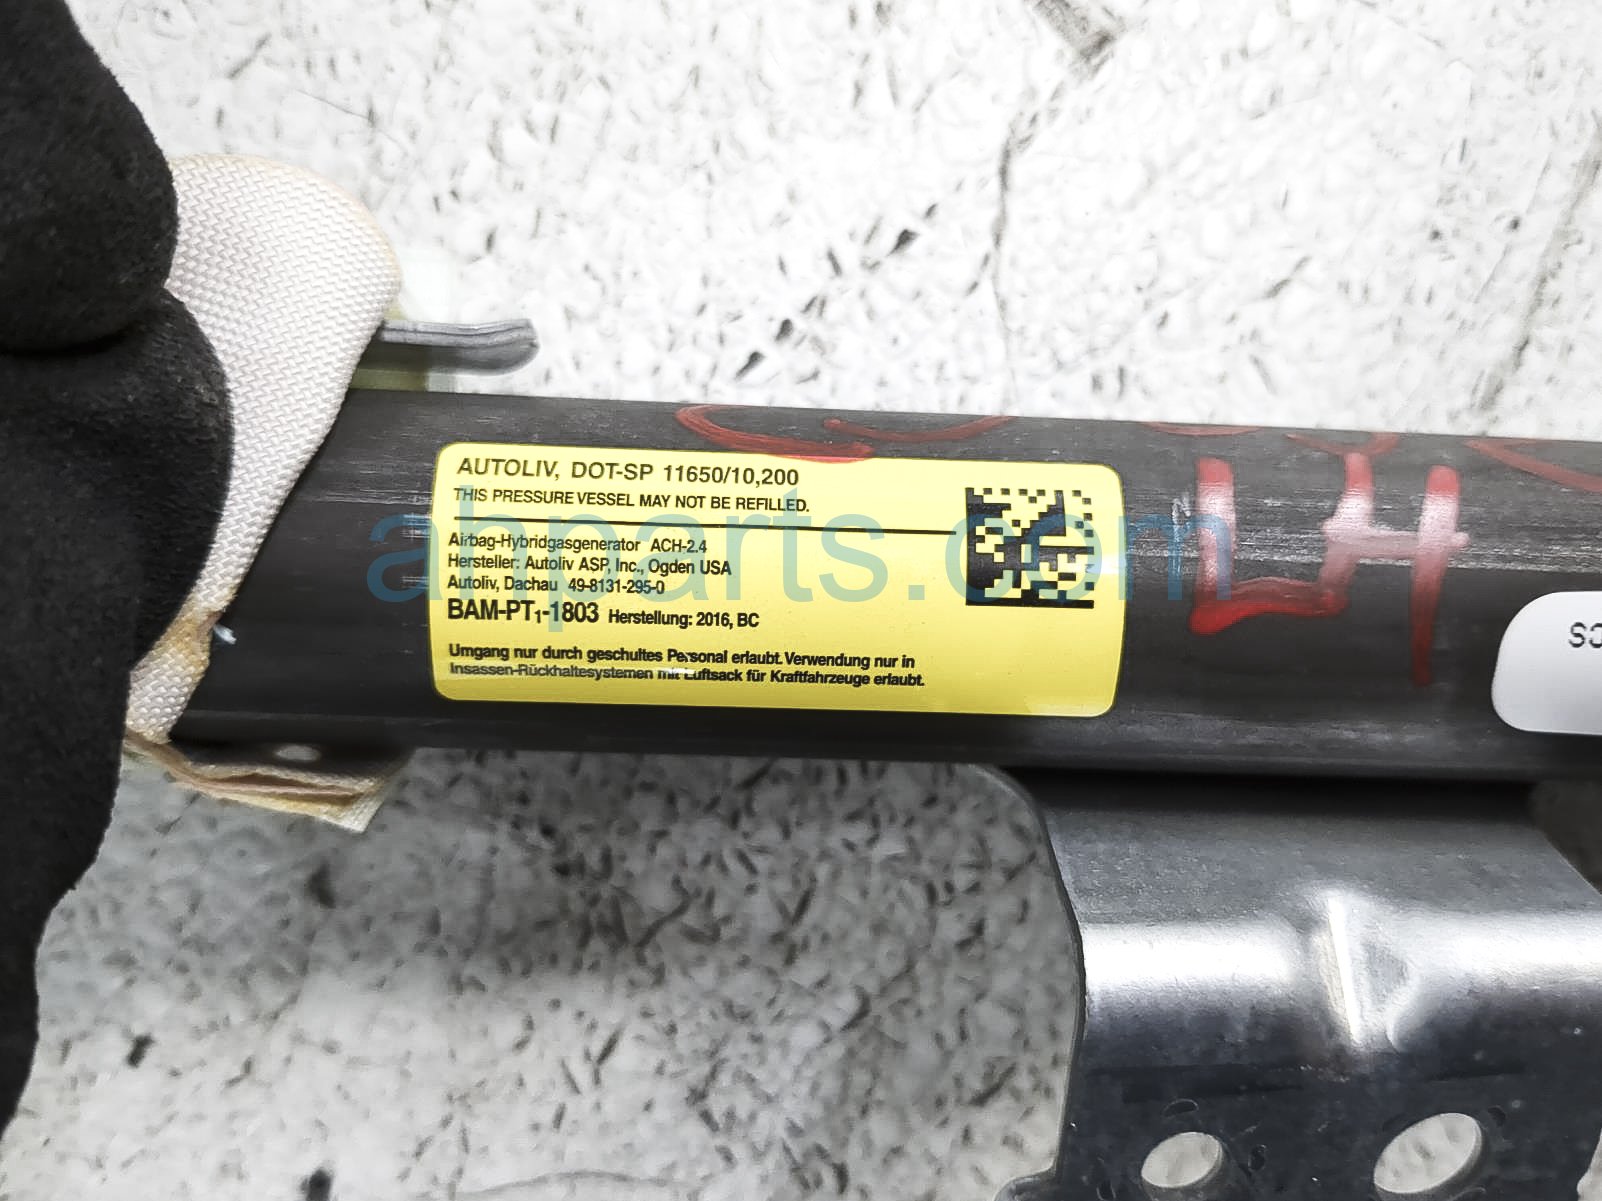 AUTOLIV, DOT-SP 11650/10,200
THIS PRESSURE VESSEL MAY NOT BE REFILLED.
Airbag-Hybridgasgenerator ACH-2.4
Hersteller: Autoliv ASP, Inc., Ogden USA
Autoliv, Dachau 49-8131-295-0
BAM-PT1-1803 Herstellung: 2016, BC
Umgang nur durch geschultes Personal erlaubt. Verwendung nur in
Insassen-Rückhaltesystemen mit Luftsack für Kraftfahrzeuge erlaubt.
ahparts.com